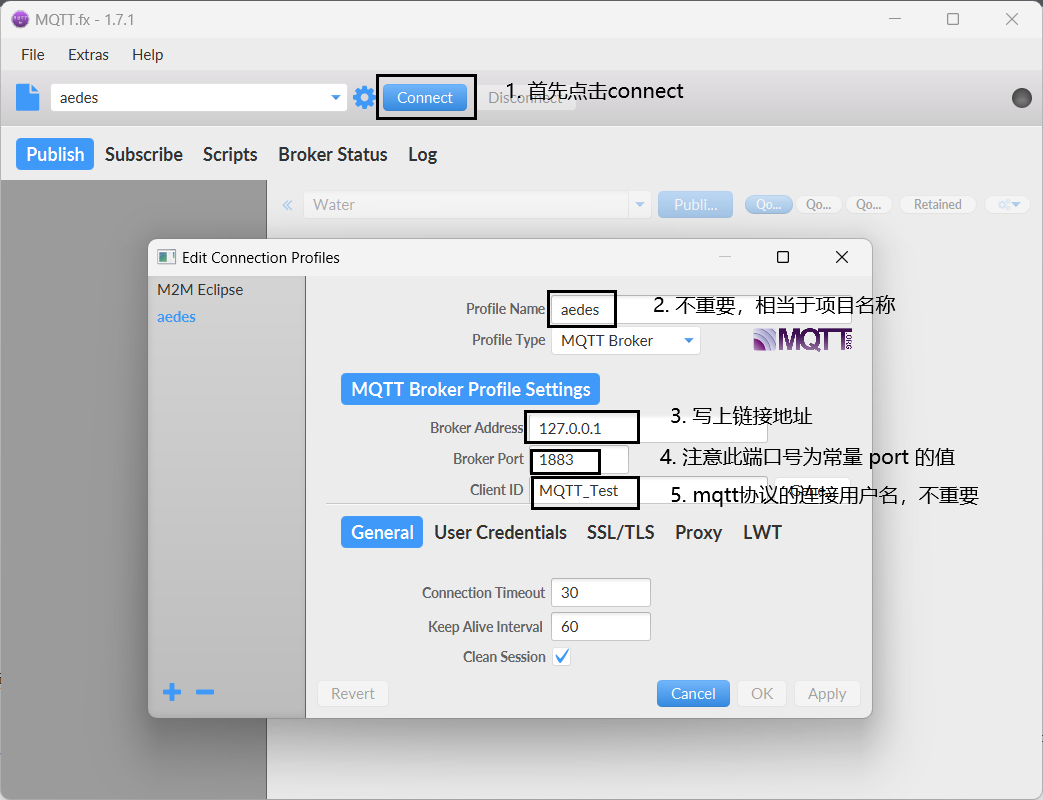 MQTT.fx - 1.7.1
File Extras Help
aedes Connect Disconnect 1. 首先点击connect
Publish Subscribe Scripts Broker Status Log
Water Publi... Qo... Qo... Qo... Retained
Edit Connection Profiles
M2M Eclipse
aedes
Profile Name aedes 2. 不重要，相当于项目名称
Profile Type MQTT Broker MQTT.ORG
MQTT Broker Profile Settings
Broker Address 127.0.0.1 3. 写上链接地址
Broker Port 1883 4. 注意此端口号为常量 port 的值
Client ID MQTT_Test 5. mqtt协议的连接用户名，不重要
General User Credentials SSL/TLS Proxy LWT
Connection Timeout 30
Keep Alive Interval 60
Clean Session
Revert Cancel OK Apply